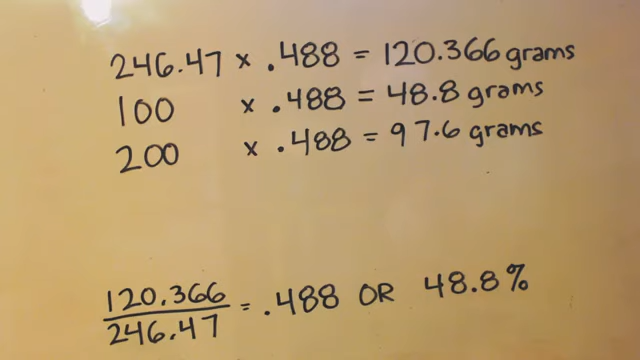 246.47 x .488 = 120.366 grams
100 x .488 = 48.8 grams
200 x .488 = 97.6 grams
120.366
246.47 = .488 OR 48.8%